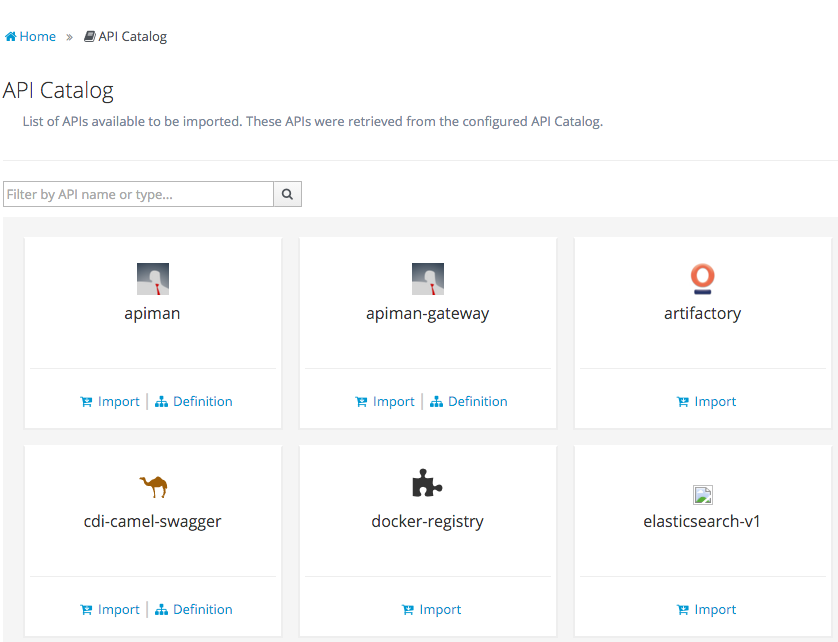 Home » API Catalog
API Catalog
List of APIs available to be imported. These APIs were retrieved from the configured API Catalog.
Filter by API name or type...
apiman apiman-gateway artifactory
Import | Definition Import | Definition Import
cdi-camel-swagger docker-registry elasticsearch-v1
Import | Definition Import Import